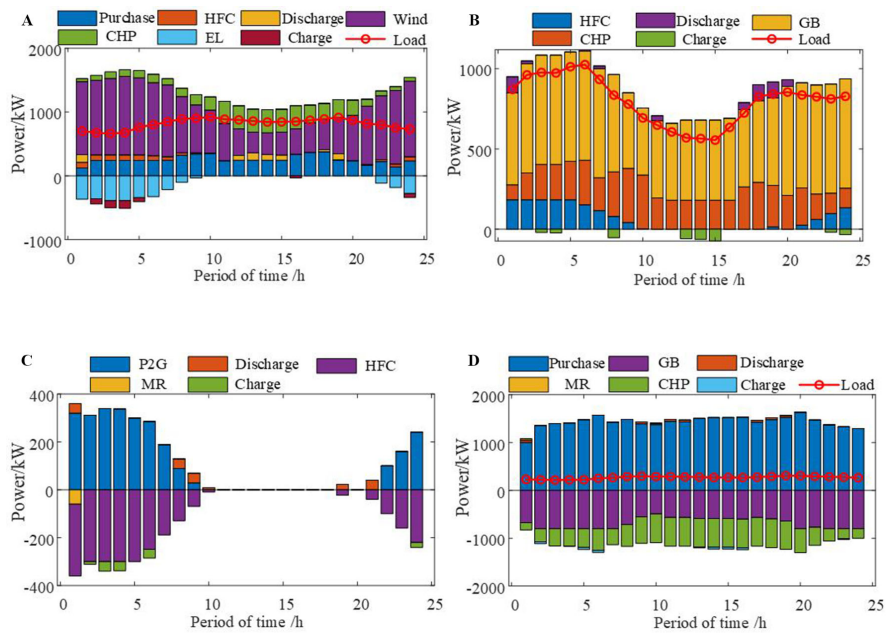 A
Purchase HFC Discharge Wind
CHP EL Charge Load
2000
1000
0
-1000
Power/kW
0 5 10 15 20 25
Period of time /h
B
HFC Discharge GB
CHP Charge Load
1000
500
0
Power/kW
0 5 10 15 20 25
Period of time /h
C
P2G Discharge HFC
MR Charge
400
200
0
-200
-400
Power/kW
0 5 10 15 20 25
Period of time /h
D
Purchase GB Discharge
MR CHP Charge Load
2000
1000
0
-1000
-2000
Power/kW
0 5 10 15 20 25
Period of time /h